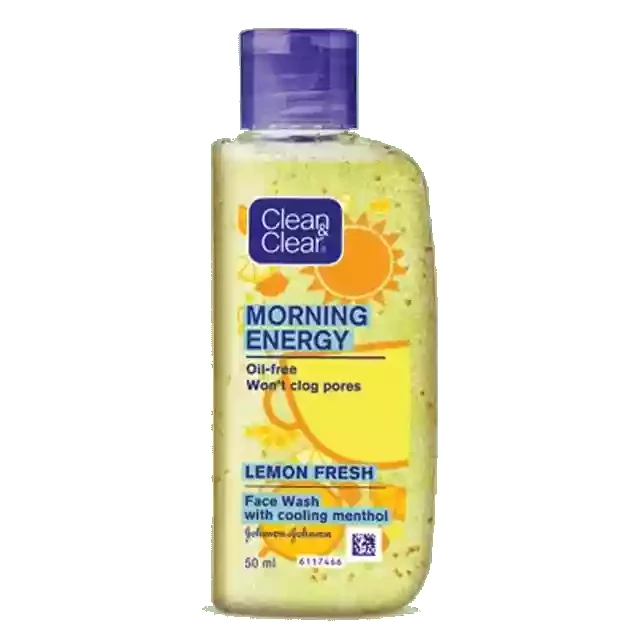 Clean &
Clear®
MORNING
ENERGY
Oil-free
Won't clog pores
LEMON FRESH
Face Wash
with cooling menthol
Johnson & Johnson
50 ml
6117466